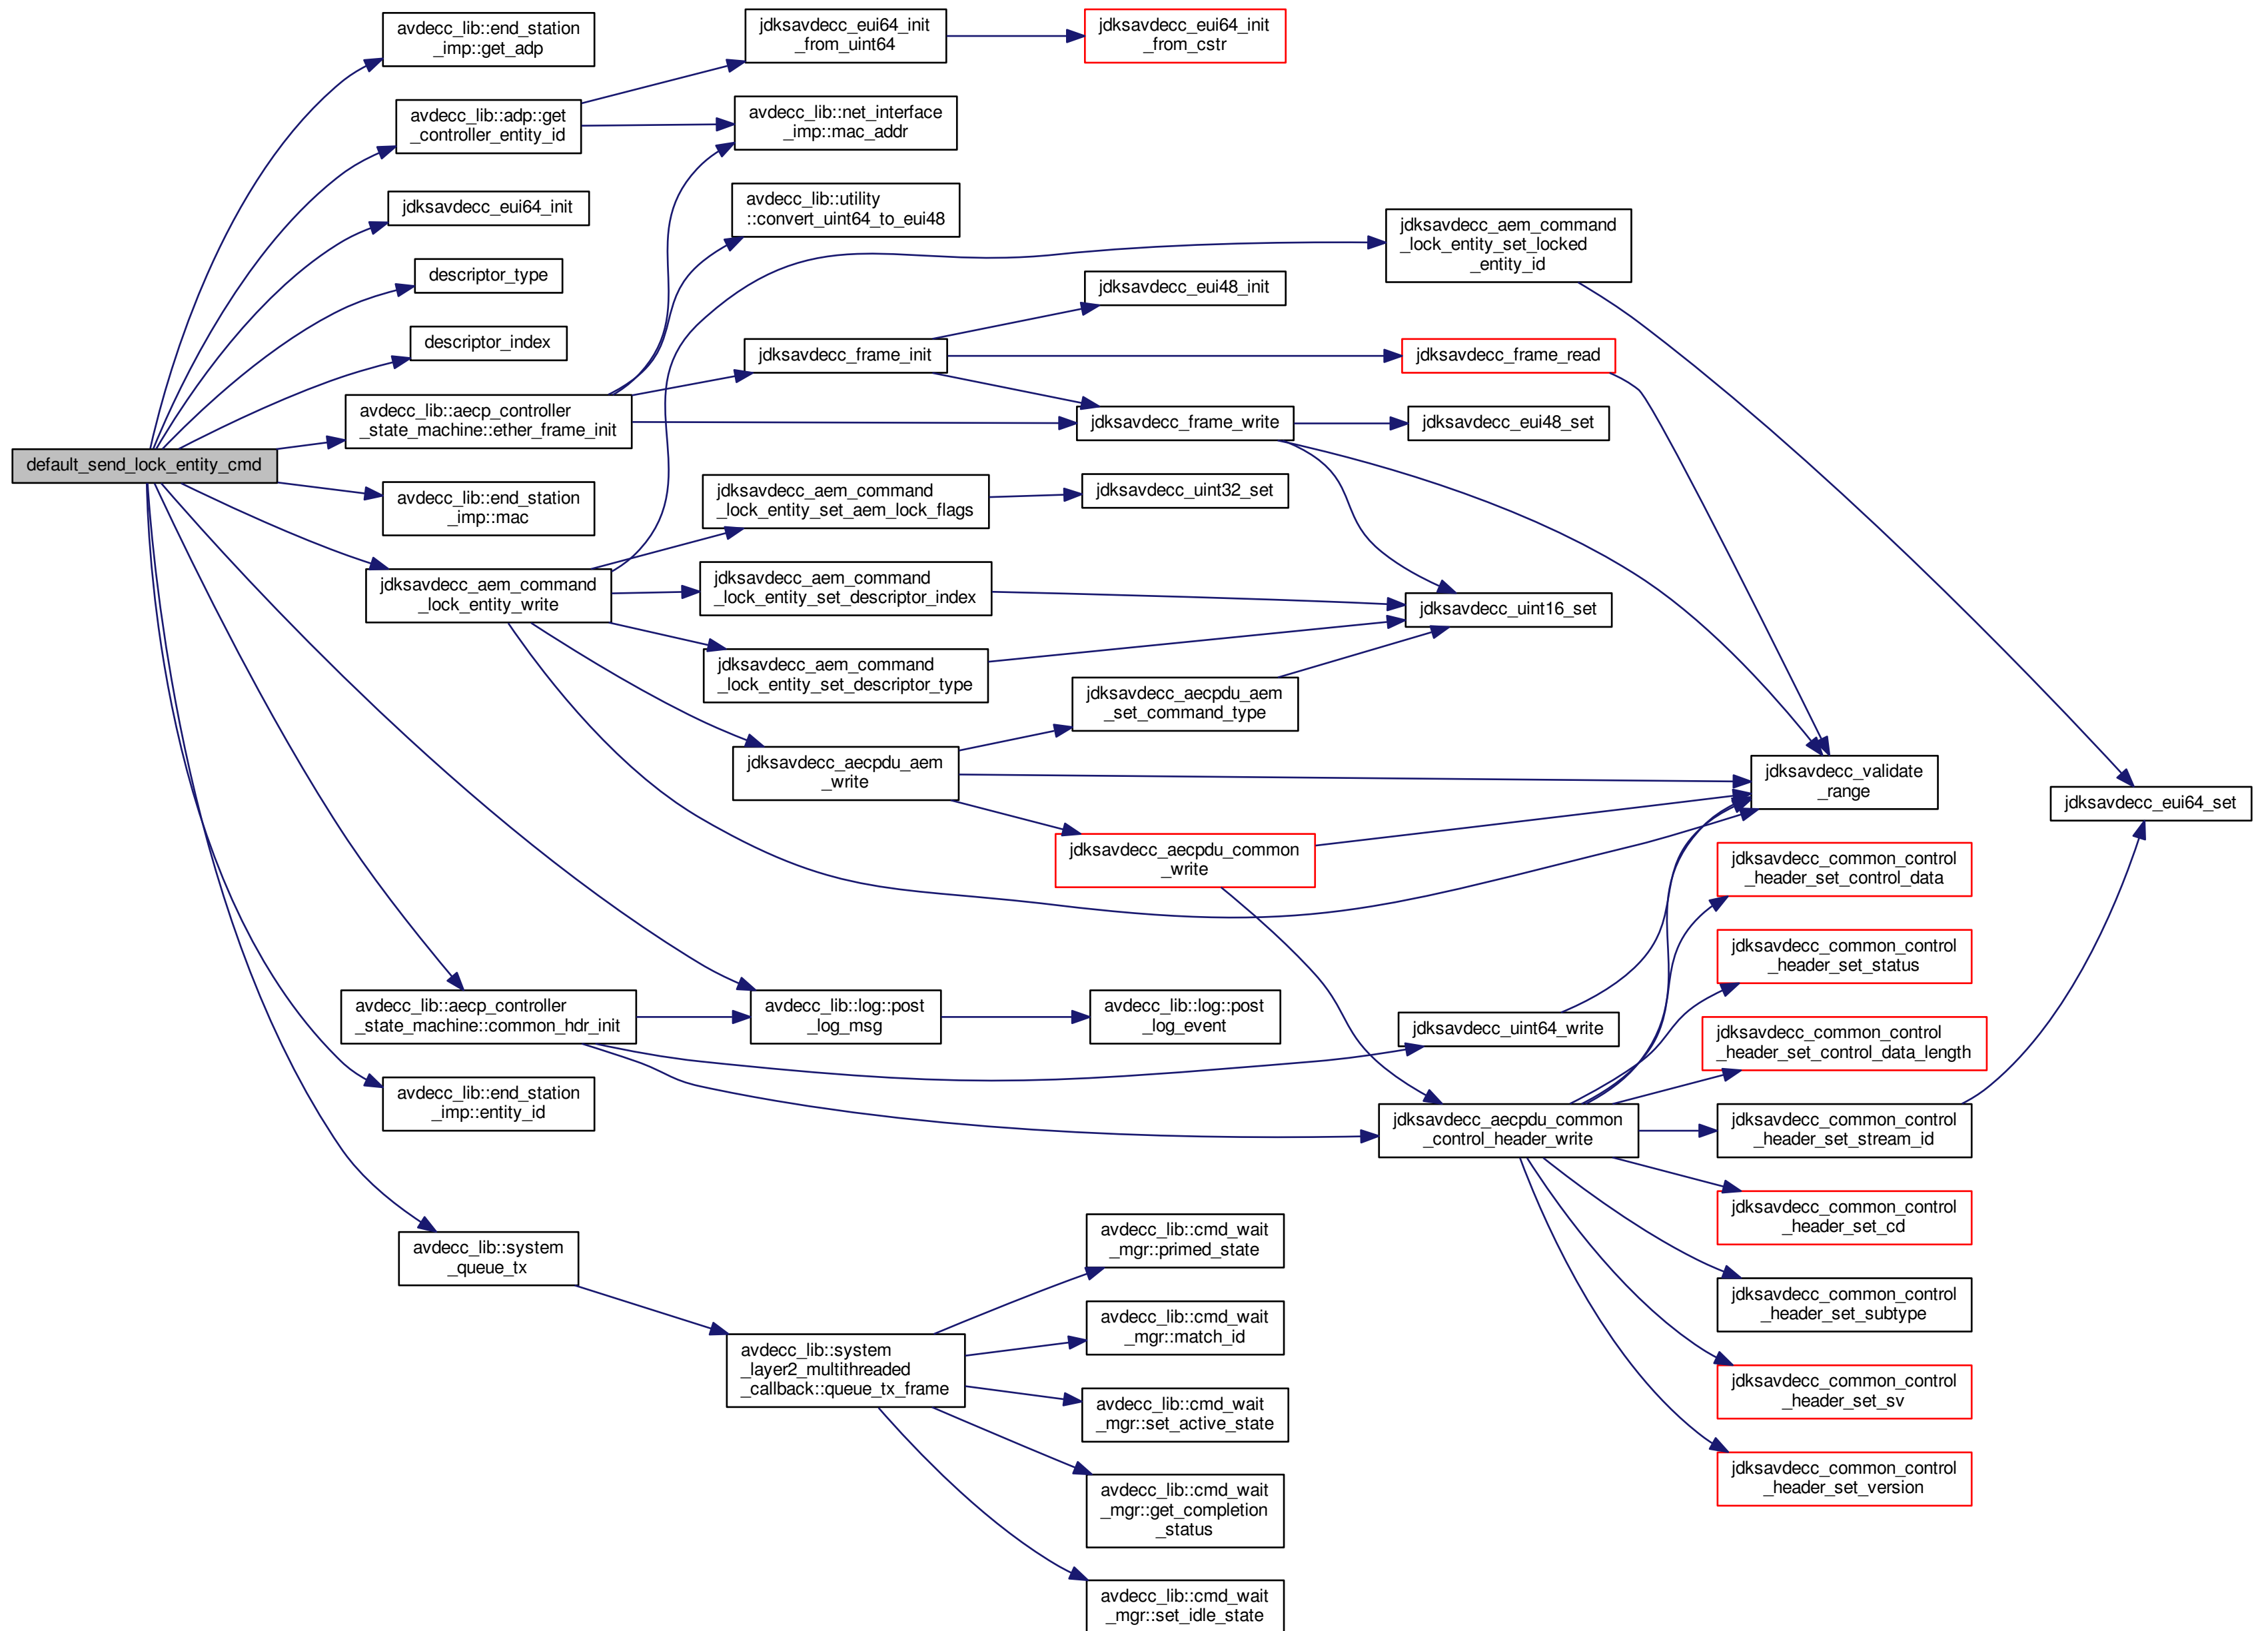 default_send_lock_entity_cmd
avdecc_lib::end_station
_imp::get_adp
avdecc_lib::adp::get
_controller_entity_id
jdksavdecc_eui64_init
descriptor_type
descriptor_index
avdecc_lib::aecp_controller
_state_machine::ether_frame_init
avdecc_lib::end_station
_imp::mac
jdksavdecc_aem_command
_lock_entity_write
avdecc_lib::aecp_controller
_state_machine::common_hdr_init
avdecc_lib::end_station
_imp::entity_id
avdecc_lib::system
_queue_tx
jdksavdecc_eui64_init
_from_uint64
avdecc_lib::net_interface
_imp::mac_addr
avdecc_lib::utility
::convert_uint64_to_eui48
jdksavdecc_frame_init
jdksavdecc_aem_command
_lock_entity_set_aem_lock_flags
jdksavdecc_aem_command
_lock_entity_set_descriptor_index
jdksavdecc_aem_command
_lock_entity_set_descriptor_type
jdksavdecc_aecpdu_aem
_write
avdecc_lib::log::post
_log_msg
avdecc_lib::system
_layer2_multithreaded
_callback::queue_tx_frame
jdksavdecc_eui64_init
_from_cstr
jdksavdecc_eui48_init
jdksavdecc_frame_write
jdksavdecc_uint32_set
jdksavdecc_aecpdu_aem
_set_command_type
jdksavdecc_aecpdu_common
_write
avdecc_lib::log::post
_log_event
avdecc_lib::cmd_wait
_mgr::primed_state
avdecc_lib::cmd_wait
_mgr::match_id
avdecc_lib::cmd_wait
_mgr::set_active_state
avdecc_lib::cmd_wait
_mgr::get_completion
_status
avdecc_lib::cmd_wait
_mgr::set_idle_state
jdksavdecc_aem_command
_lock_entity_set_locked
_entity_id
jdksavdecc_frame_read
jdksavdecc_eui48_set
jdksavdecc_uint16_set
jdksavdecc_uint64_write
jdksavdecc_aecpdu_common
_control_header_write
jdksavdecc_validate
_range
jdksavdecc_common_control
_header_set_control_data
jdksavdecc_common_control
_header_set_status
jdksavdecc_common_control
_header_set_control_data_length
jdksavdecc_common_control
_header_set_stream_id
jdksavdecc_common_control
_header_set_cd
jdksavdecc_common_control
_header_set_subtype
jdksavdecc_common_control
_header_set_sv
jdksavdecc_common_control
_header_set_version
jdksavdecc_eui64_set